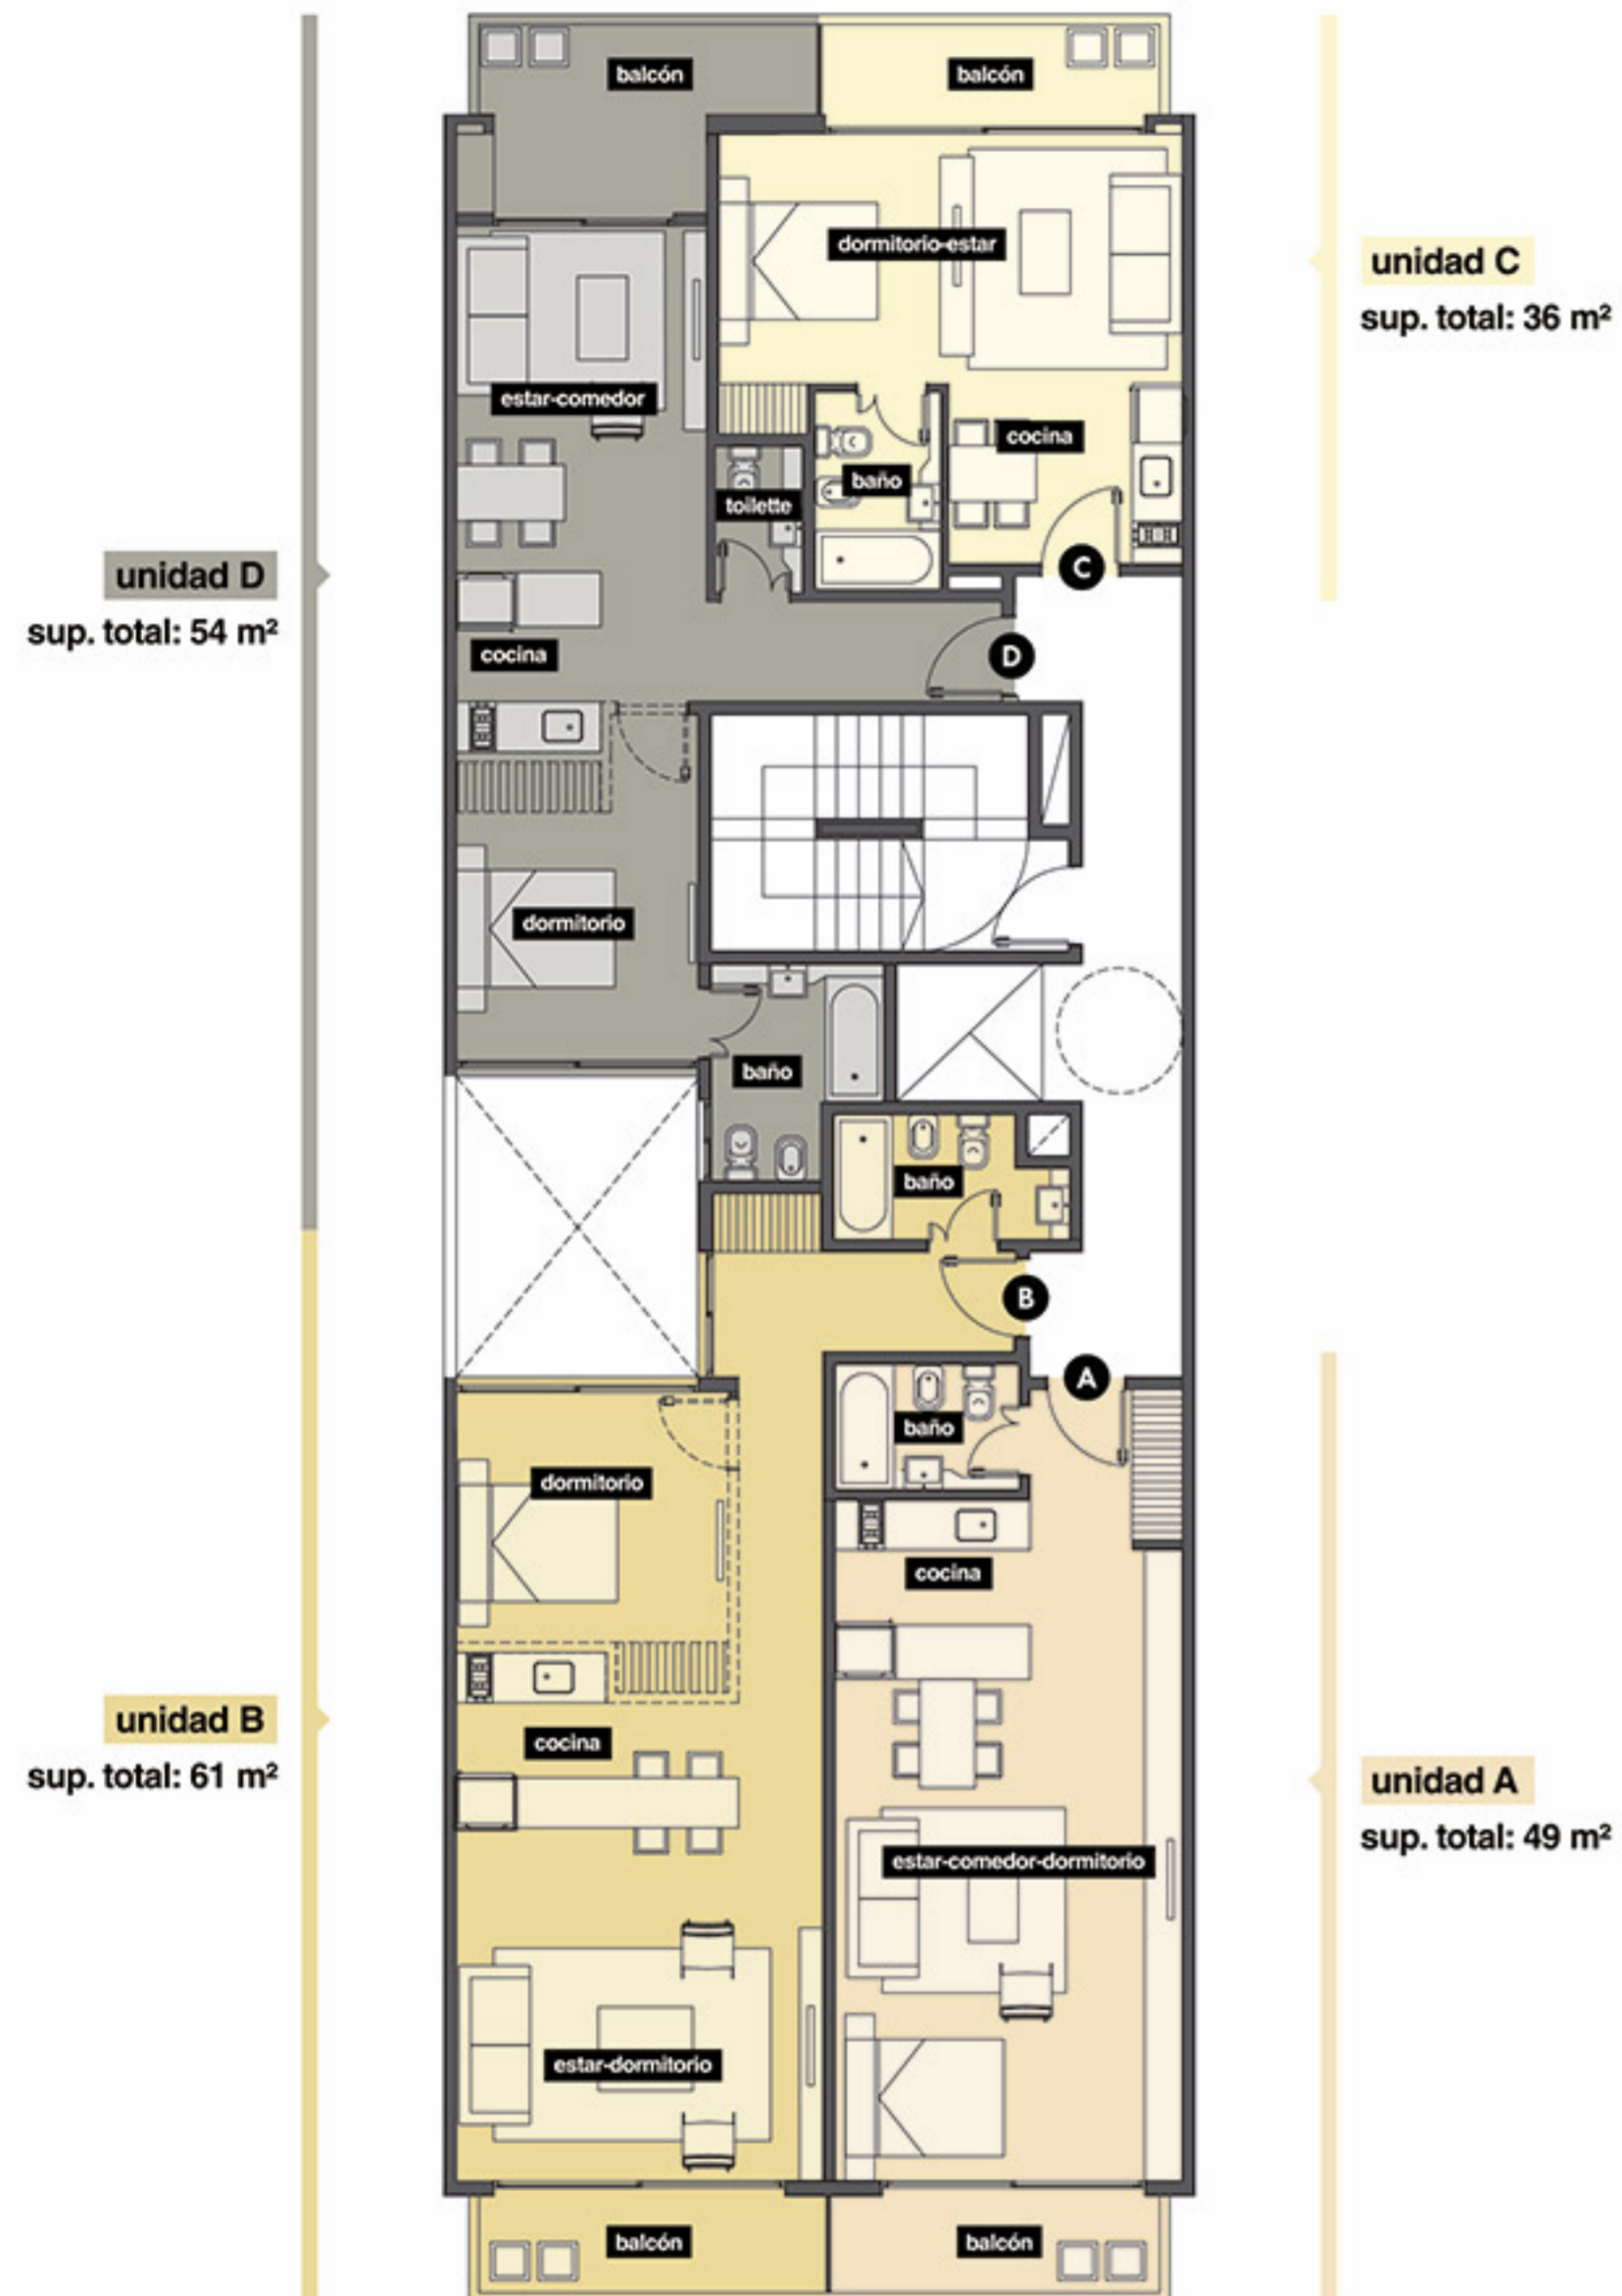 balcón
balcón
dormitorio-estar
unidad C
sup. total: 36 m²
estar-comedor
cocina
baño
toilette
C
unidad D
sup. total: 54 m²
cocina
D
dormitorio
baño
baño
B
A
baño
dormitorio
cocina
unidad B
sup. total: 61 m²
cocina
unidad A
sup. total: 49 m²
estar-comedor-dormitorio
estar-dormitorio
balcón
balcón